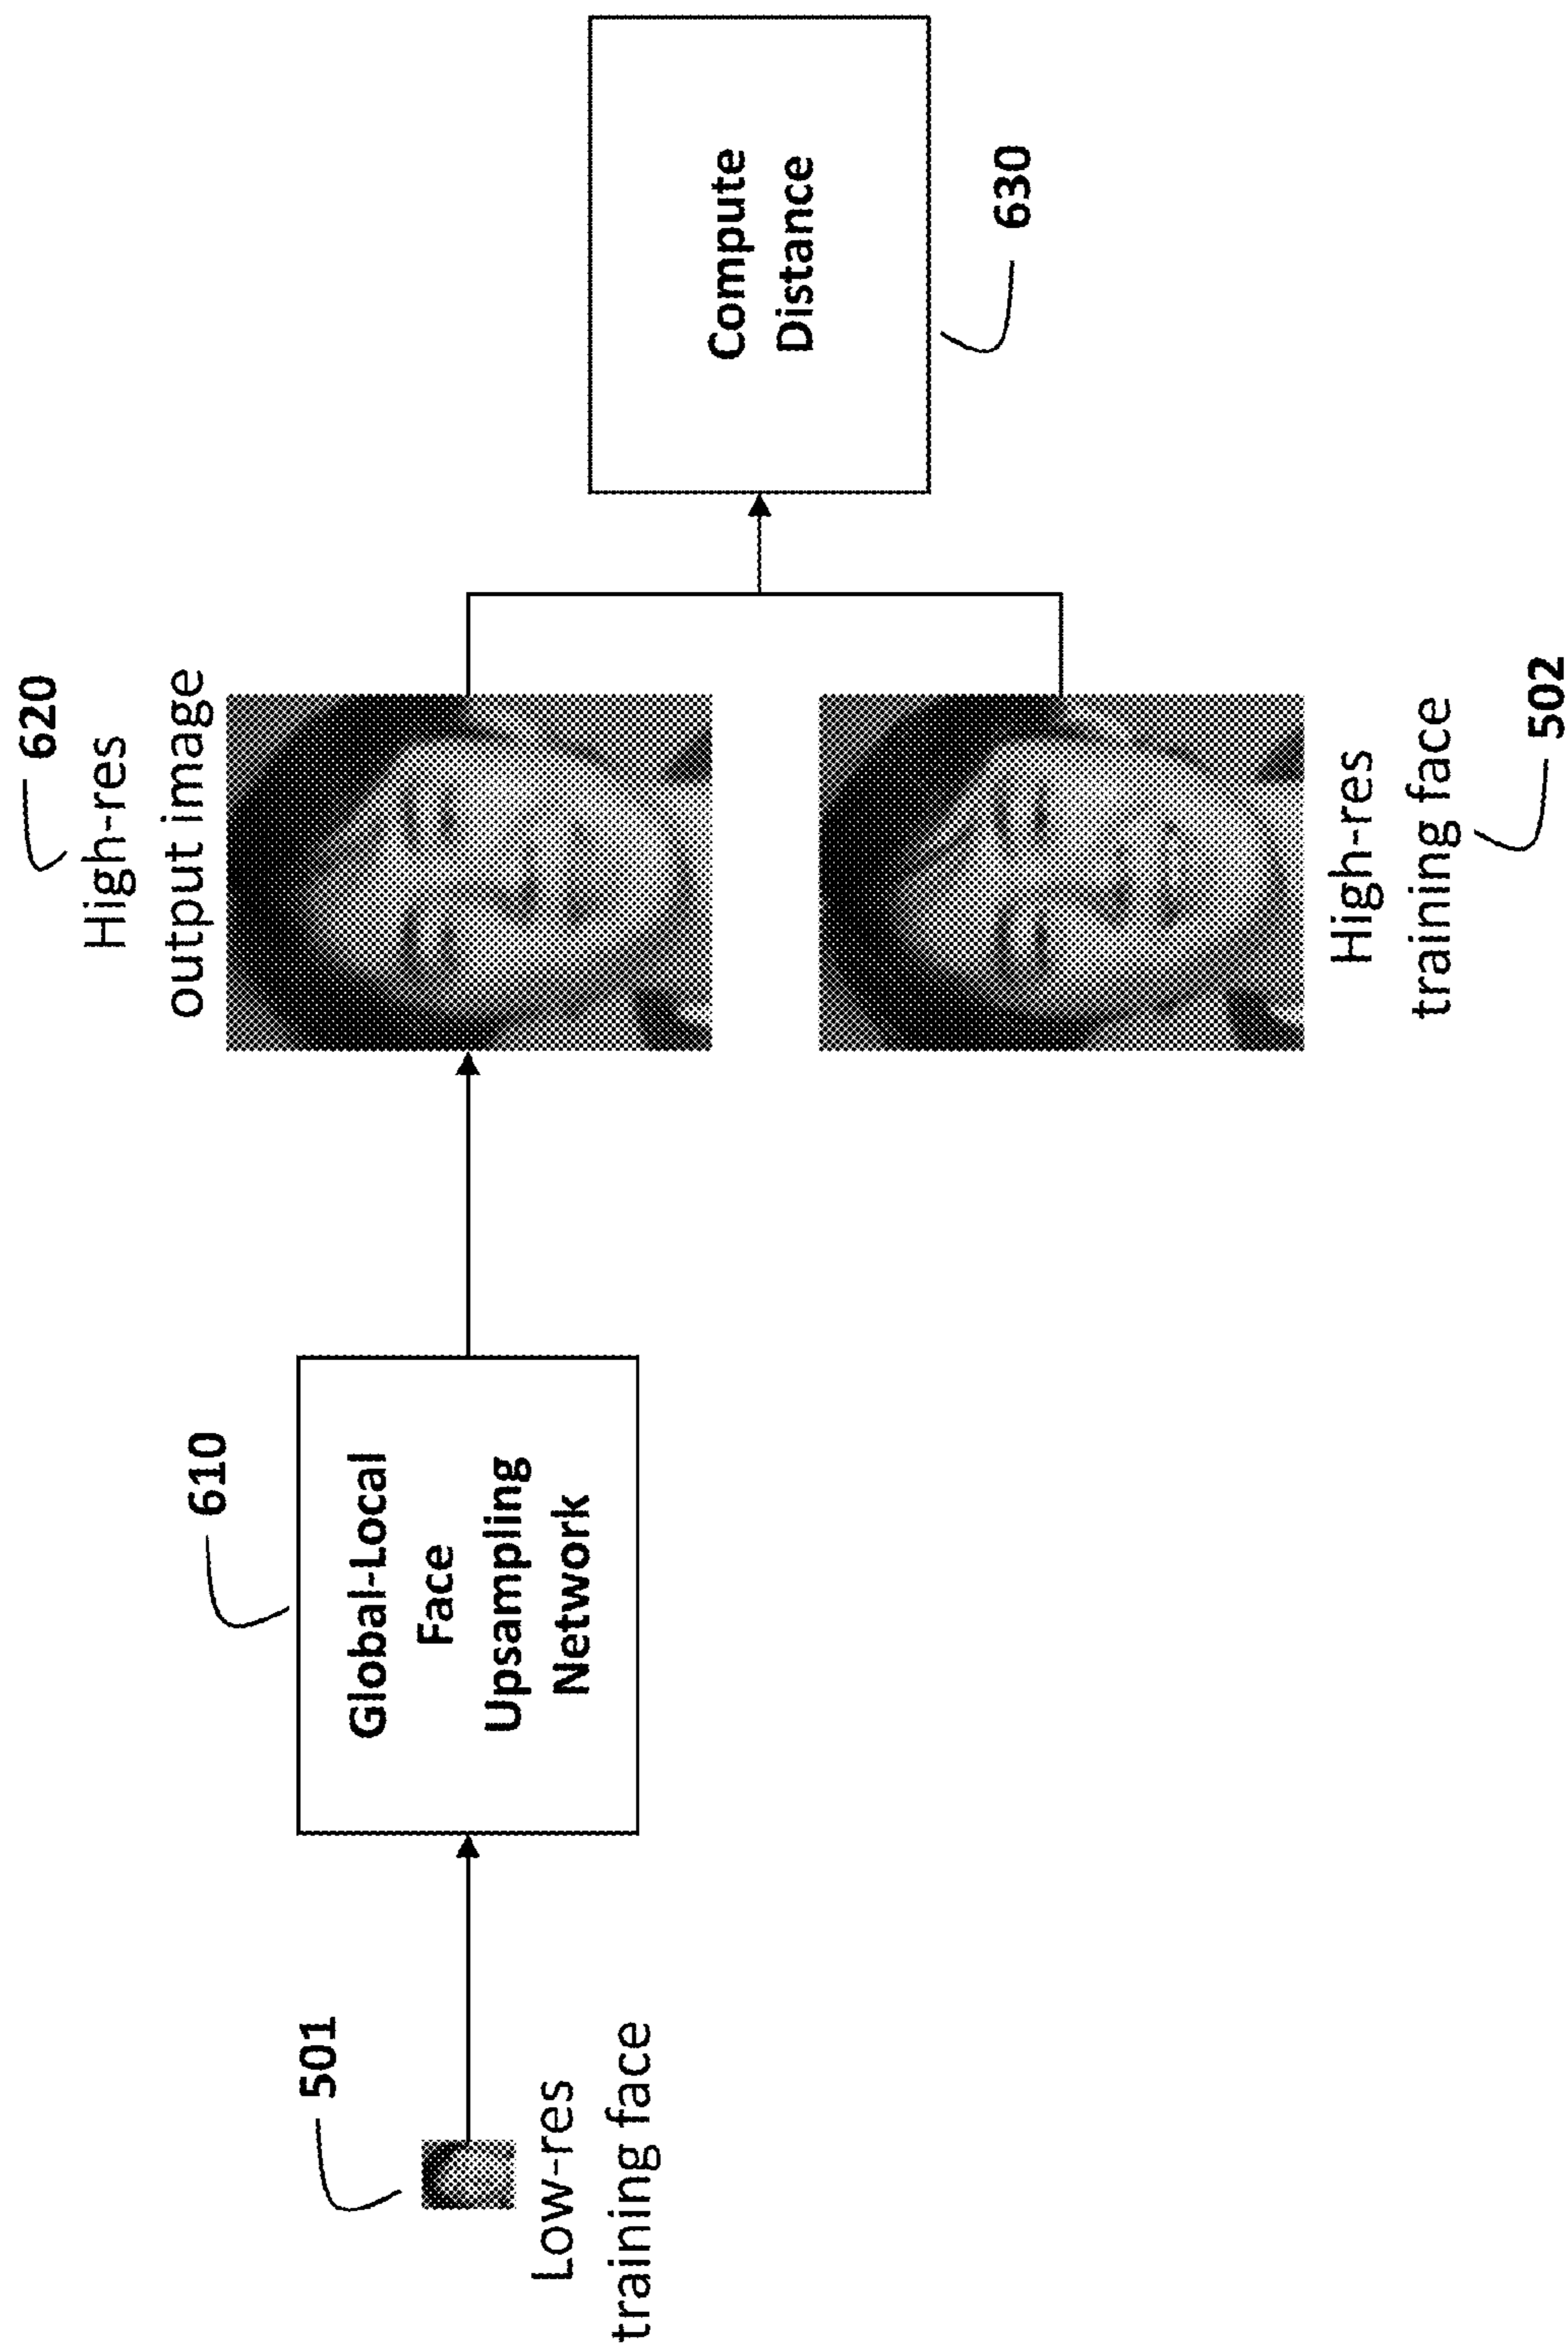 501
Low-res
training face
610
Global-Local
Face
Upsampling
Network
620
High-res
output image
High-res
training face
502
Compute
Distance
630